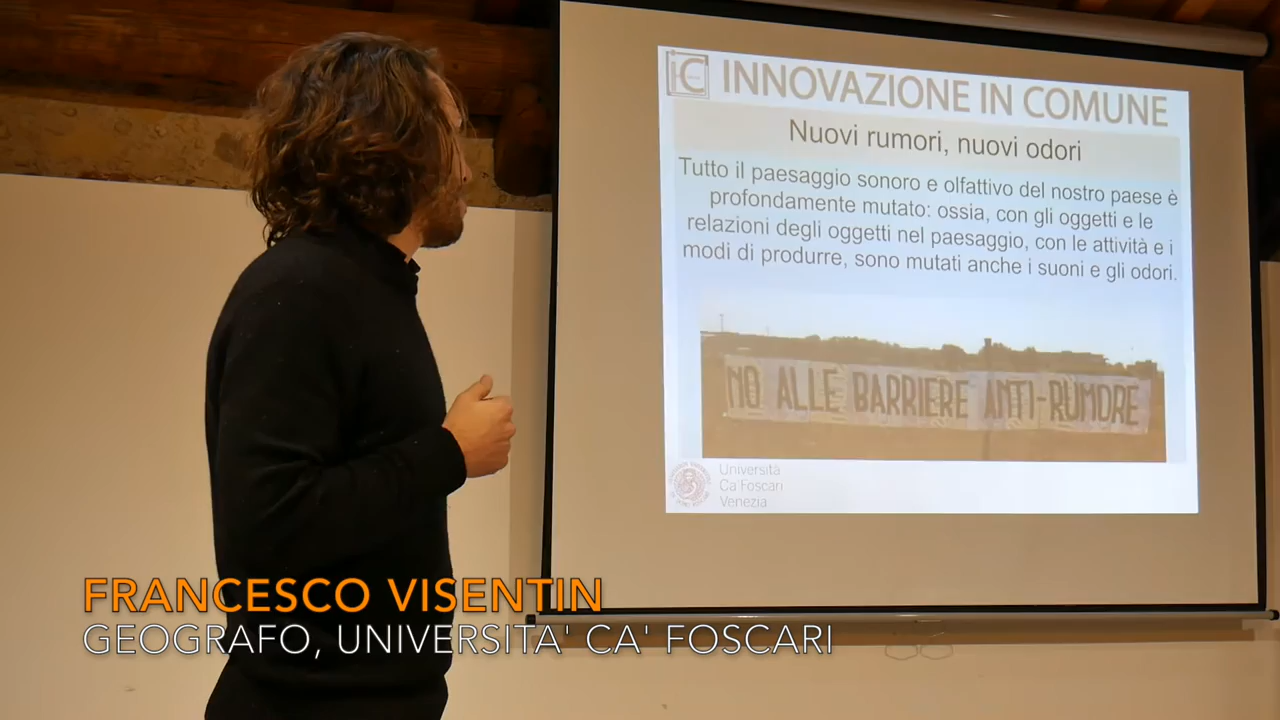 iC INNOVAZIONE IN COMUNE
Nuovi rumori, nuovi odori
Tutto il paesaggio sonoro e olfattivo del nostro paese è
profondamente mutato: ossia, con gli oggetti e le
relazioni degli oggetti nel paesaggio, con le attività e i
modi di produrre, sono mutati anche i suoni e gli odori.
NO ALLE BARRIERE ANTI-RUMORE
Università
Ca'Foscari
Venezia
FRANCESCO VISENTIN
GEOGRAFO, UNIVERSITA' CA' FOSCARI